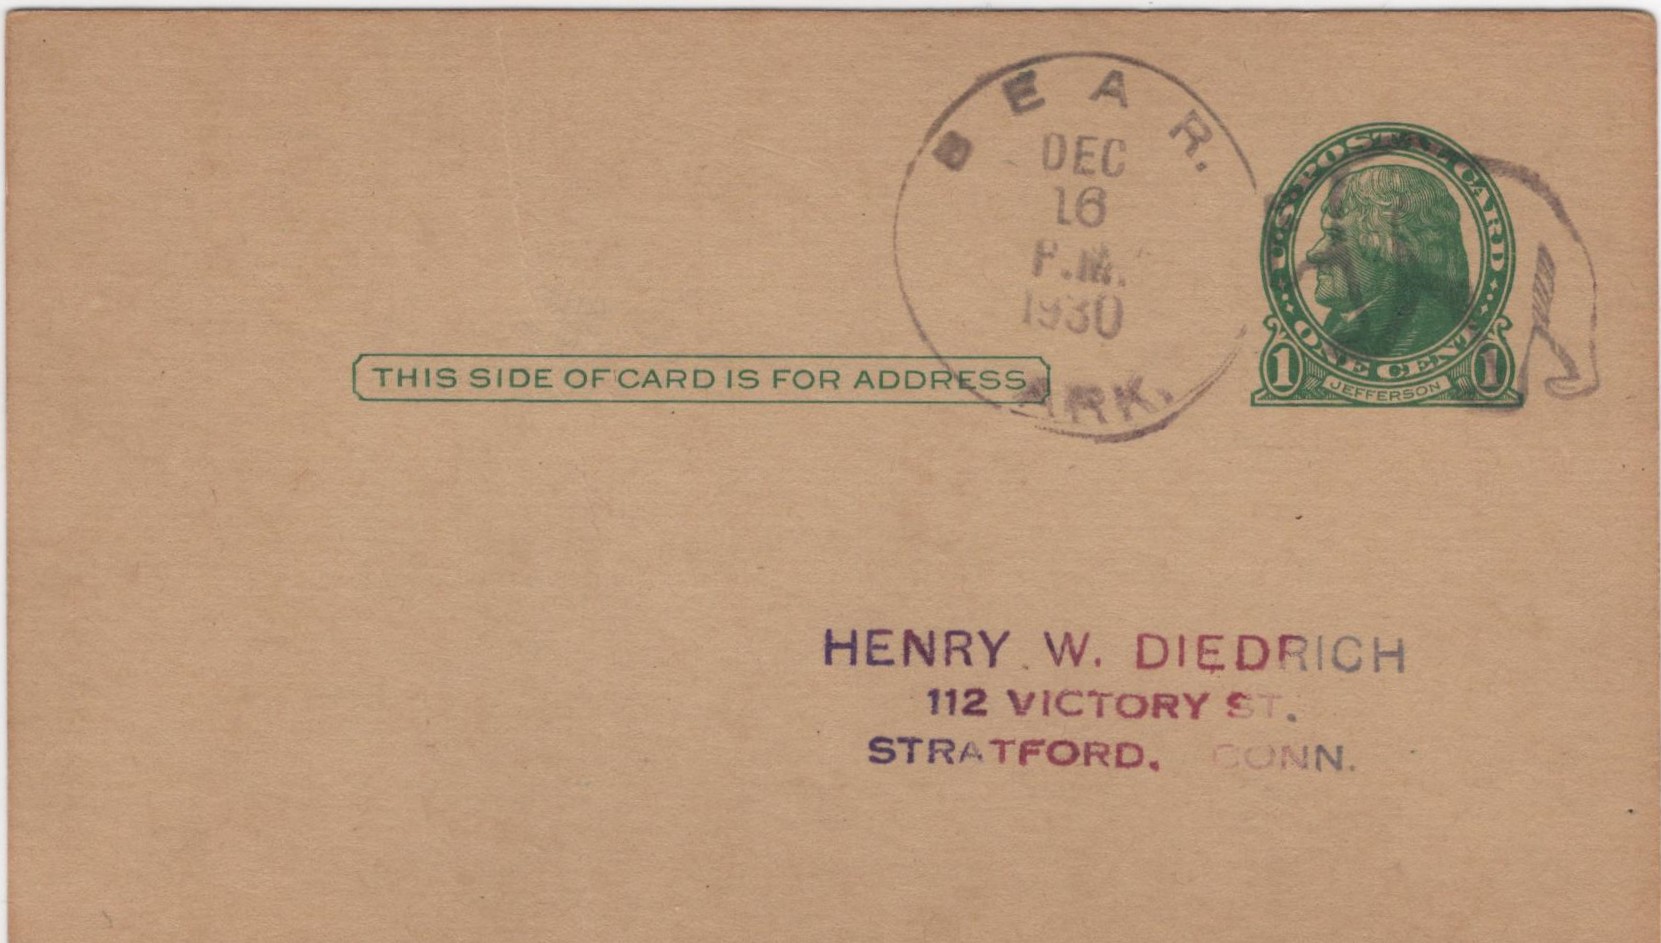 BEAR.
DEC
16
P.M.
1930
ARK.
U.S. POSTAL CARD
ONE CENT
1 1
JEFFERSON
THIS SIDE OF CARD IS FOR ADDRESS
HENRY W. DIEDRICH
112 VICTORY ST.
STRATFORD, CONN.